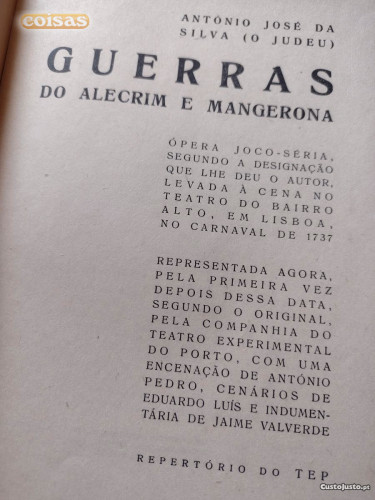 coisas
ANTÓNIO JOSÉ DA
SILVA (O JUDEU)
GUERRAS
DO ALECRIM E MANGERONA
ÓPERA JOCO-SÉRIA,
SEGUNDO A DESIGNAÇÃO
QUE LHE DEU O AUTOR,
LEVADA À CENA NO
TEATRO DO BAIRRO
ALTO, EM LISBOA,
NO CARNAVAL DE 1737
REPRESENTADA AGORA,
PELA PRIMEIRA VEZ
DEPOIS DESSA DATA,
SEGUNDO O ORIGINAL,
PELA COMPANHIA DO
TEATRO EXPERIMENTAL
DO PORTO, COM UMA
ENCENAÇÃO DE ANTÓNIO
DE PEDRO, CENÁRIOS DE
EDUARDO LUÍS E INDUMEN-
TÁRIA DE JAIME VALVERDE
REPERTÓRIO DO TEP
CustoJusto.pt